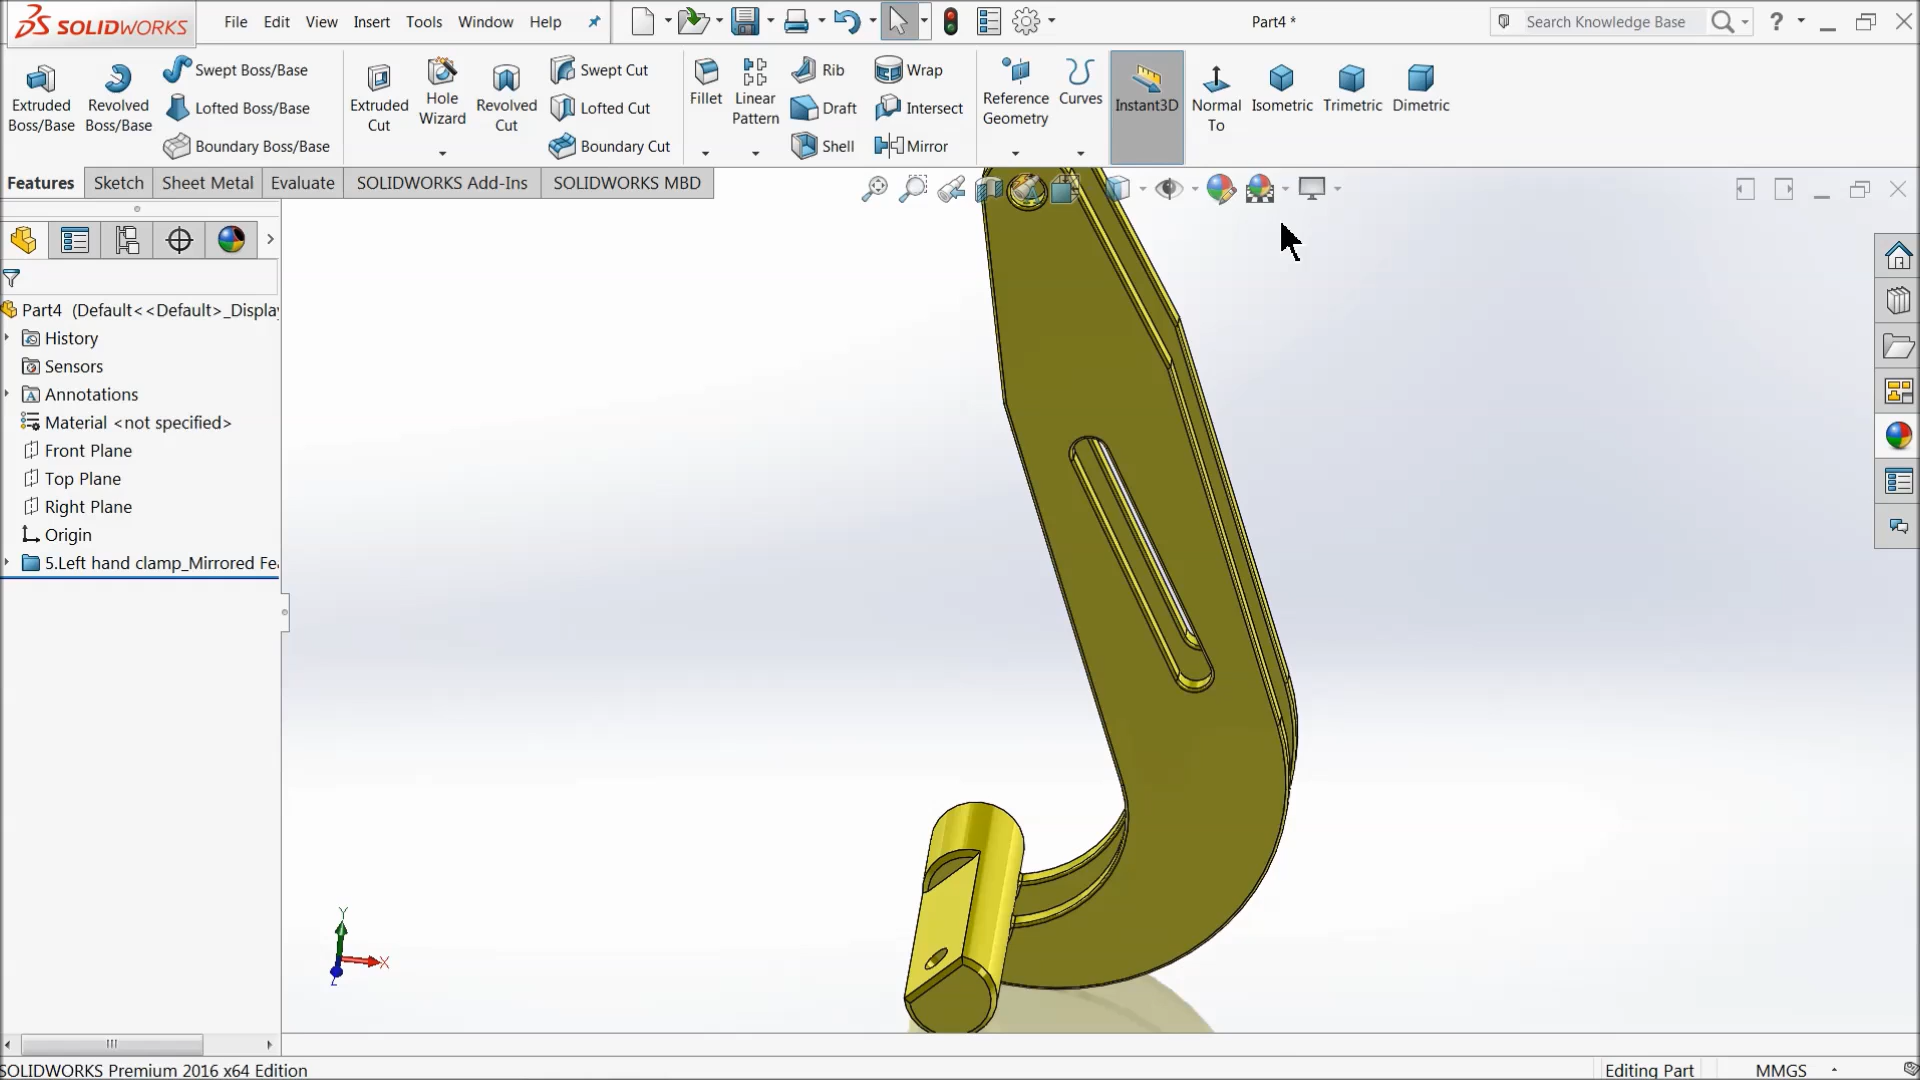 SOLIDWORKS File Edit View Insert Tools Window Help Part4 * Search Knowledge Base ?
Extruded Boss/Base
Revolved Boss/Base
Swept Boss/Base
Lofted Boss/Base
Boundary Boss/Base
Extruded Cut
Hole Wizard
Revolved Cut
Swept Cut
Lofted Cut
Boundary Cut
Fillet
Linear Pattern
Rib
Draft
Shell
Wrap
Intersect
Mirror
Reference Geometry
Curves
Instant3D
Normal To
Isometric
Trimetric
Dimetric
Features Sketch Sheet Metal Evaluate SOLIDWORKS Add-Ins SOLIDWORKS MBD
Part4 (Default<<Default>_Displa
History
Sensors
Annotations
Material <not specified>
Front Plane
Top Plane
Right Plane
Origin
5.Left hand clamp_Mirrored Fe
Y
X
Z
SOLIDWORKS Premium 2016 x64 Edition Editing Part MMGS